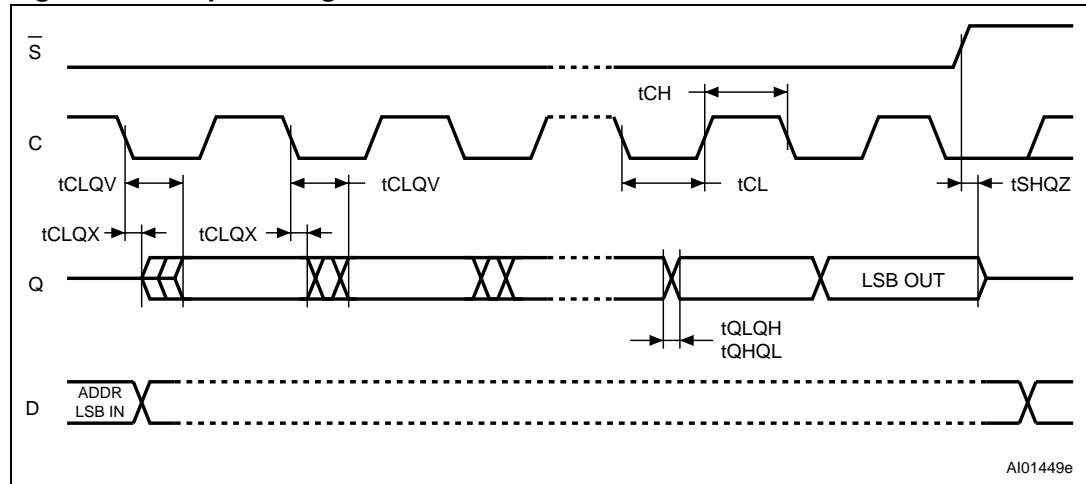 S
tCH
C
tCLQV
tCLQV
tCL
tSHQZ
tCLQX
tCLQX
Q
LSB OUT
tQLQH
tQHQL
ADDR
D
LSB IN
AI01449e